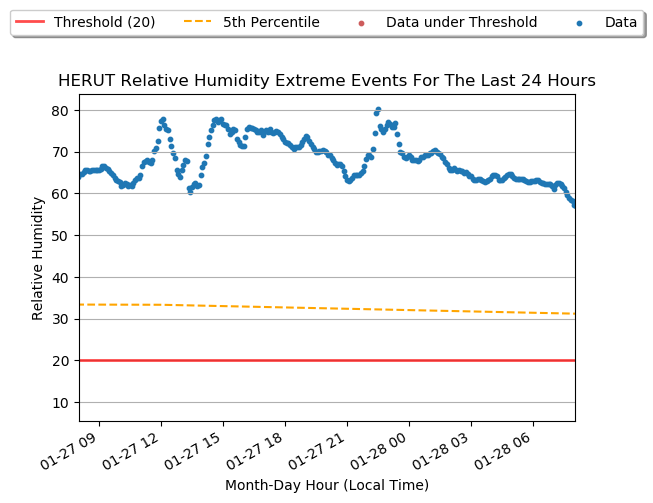 Threshold (20) 5th Percentile Data under Threshold Data
HERUT Relative Humidity Extreme Events For The Last 24 Hours
80
70
60
50
40
30
20
10
Relative Humidity
01-27 09 01-27 12 01-27 15 01-27 18 01-27 21 01-28 00 01-28 03 01-28 06
Month-Day Hour (Local Time)